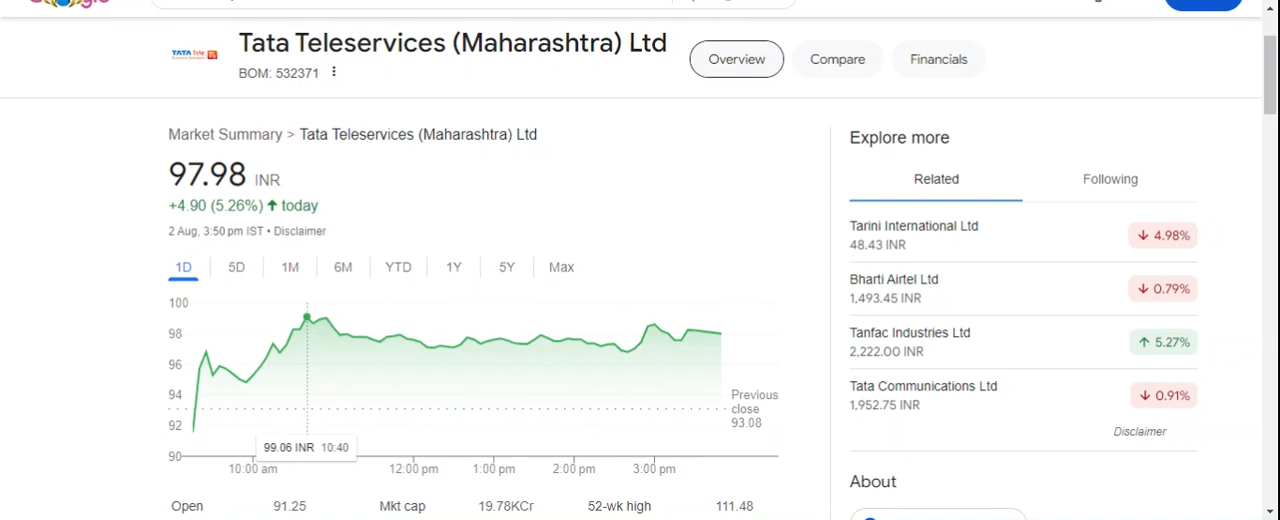 Tata Teleservices (Maharashtra) Ltd
Overview
Compare
Financials
TATA Tele
BOM: 532371
Market Summary > Tata Teleservices (Maharashtra) Ltd
97.98 INR
+4.90 (5.26%) ↑ today
2 Aug, 3:50 pm IST • Disclaimer
1D 5D 1M 6M YTD 1Y 5Y Max
100
98
96
94
92
90
Previous
close
93.08
99.06 INR 10:40
10:00 am 12:00 pm 1:00 pm 2:00 pm 3:00 pm
Open 91.25 Mkt cap 19.78KCr 52-wk high 111.48
Explore more
Related Following
Tarini International Ltd
48.43 INR
↓ 4.98%
Bharti Airtel Ltd
1,493.45 INR
↓ 0.79%
Tanfac Industries Ltd
2,222.00 INR
↑ 5.27%
Tata Communications Ltd
1,952.75 INR
↓ 0.91%
Disclaimer
About